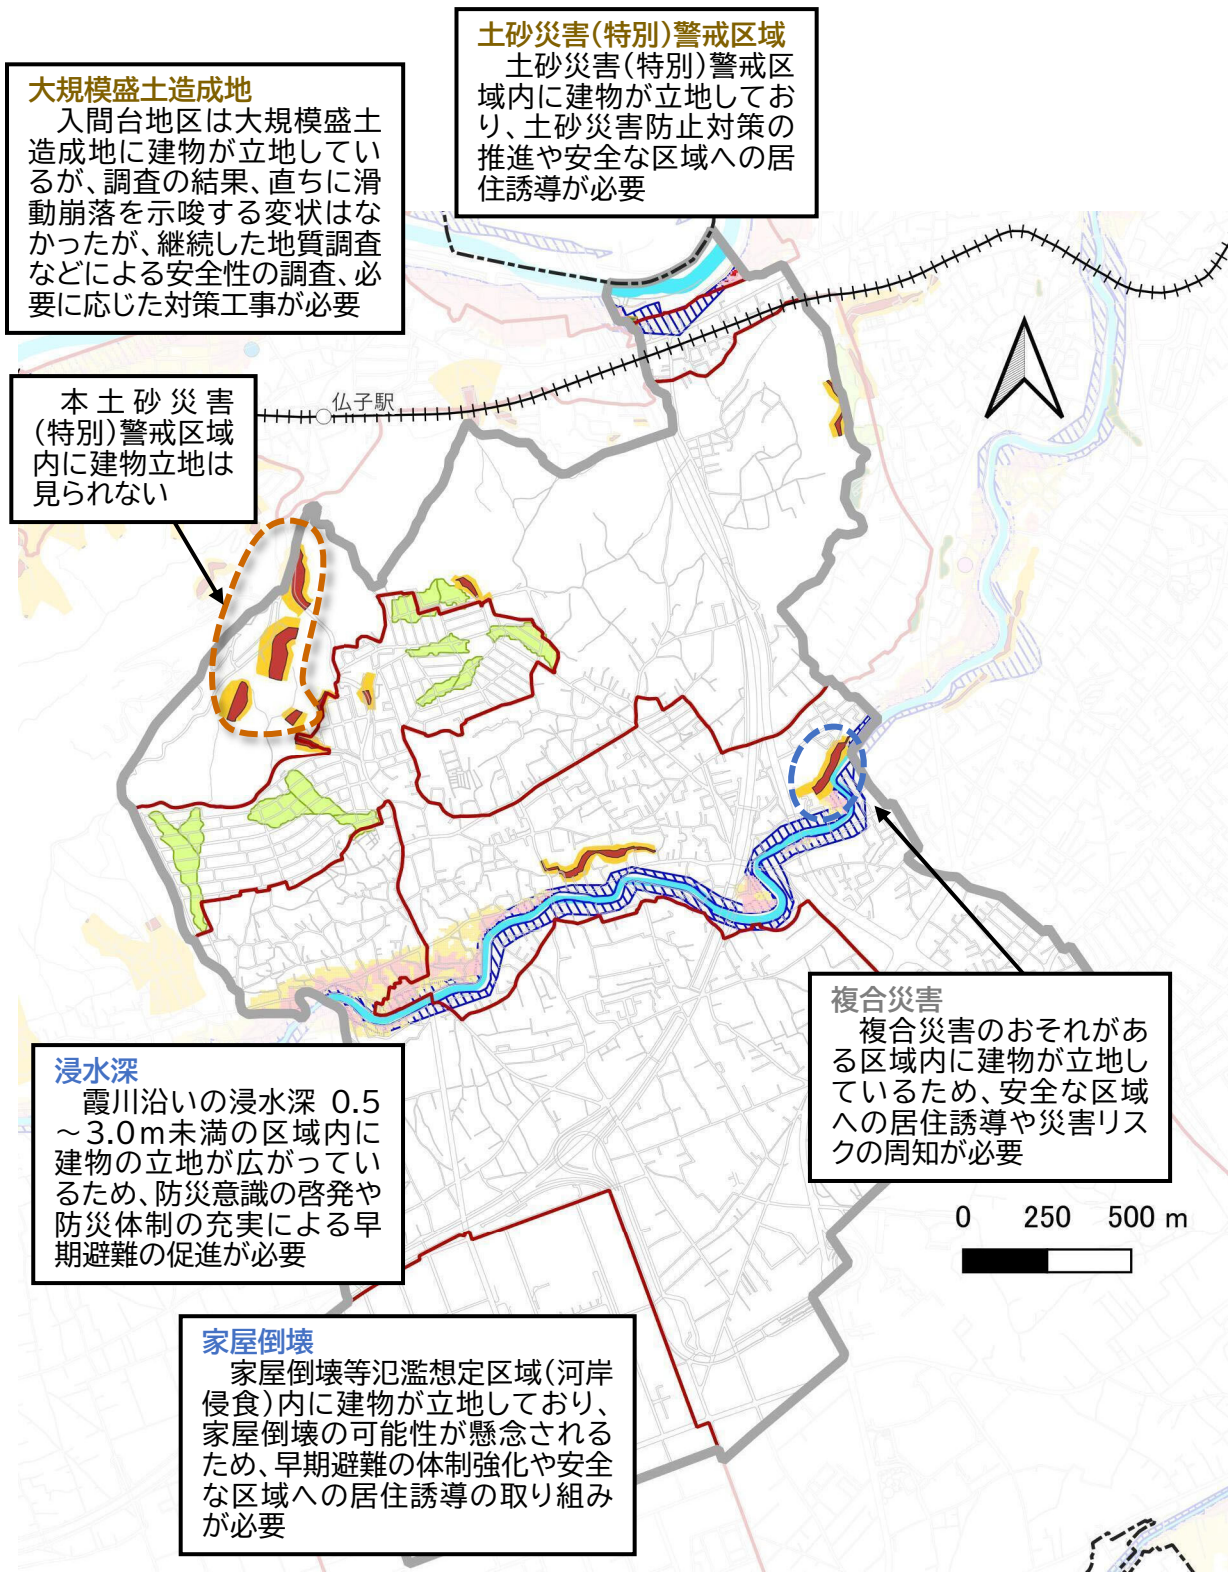 土砂災害(特別)警戒区域
土砂災害(特別)警戒区
域内に建物が立地してお
り、土砂災害防止対策の
推進や安全な区域への居
住誘導が必要
大規模盛土造成地
入間台地区は大規模盛土
造成地に建物が立地してい
るが、調査の結果、直ちに滑
動崩落を示唆する変状はな
かったが、継続した地質調査
などによる安全性の調査、必
要に応じた対策工事が必要
本土砂災害
(特別)警戒区域
内に建物立地は
見られない
仏子駅
複合災害
複合災害のおそれがあ
る区域内に建物が立地し
ているため、安全な区域
への居住誘導や災害リス
クの周知が必要
浸水深
霞川沿いの浸水深 0.5
～3.0m未満の区域内に
建物の立地が広がってい
るため、防災意識の啓発や
防災体制の充実による早
期避難の促進が必要
0 250 500 m
家屋倒壊
家屋倒壊等氾濫想定区域(河岸
侵食)内に建物が立地しており、
家屋倒壊の可能性が懸念される
ため、早期避難の体制強化や安全
な区域への居住誘導の取り組み
が必要